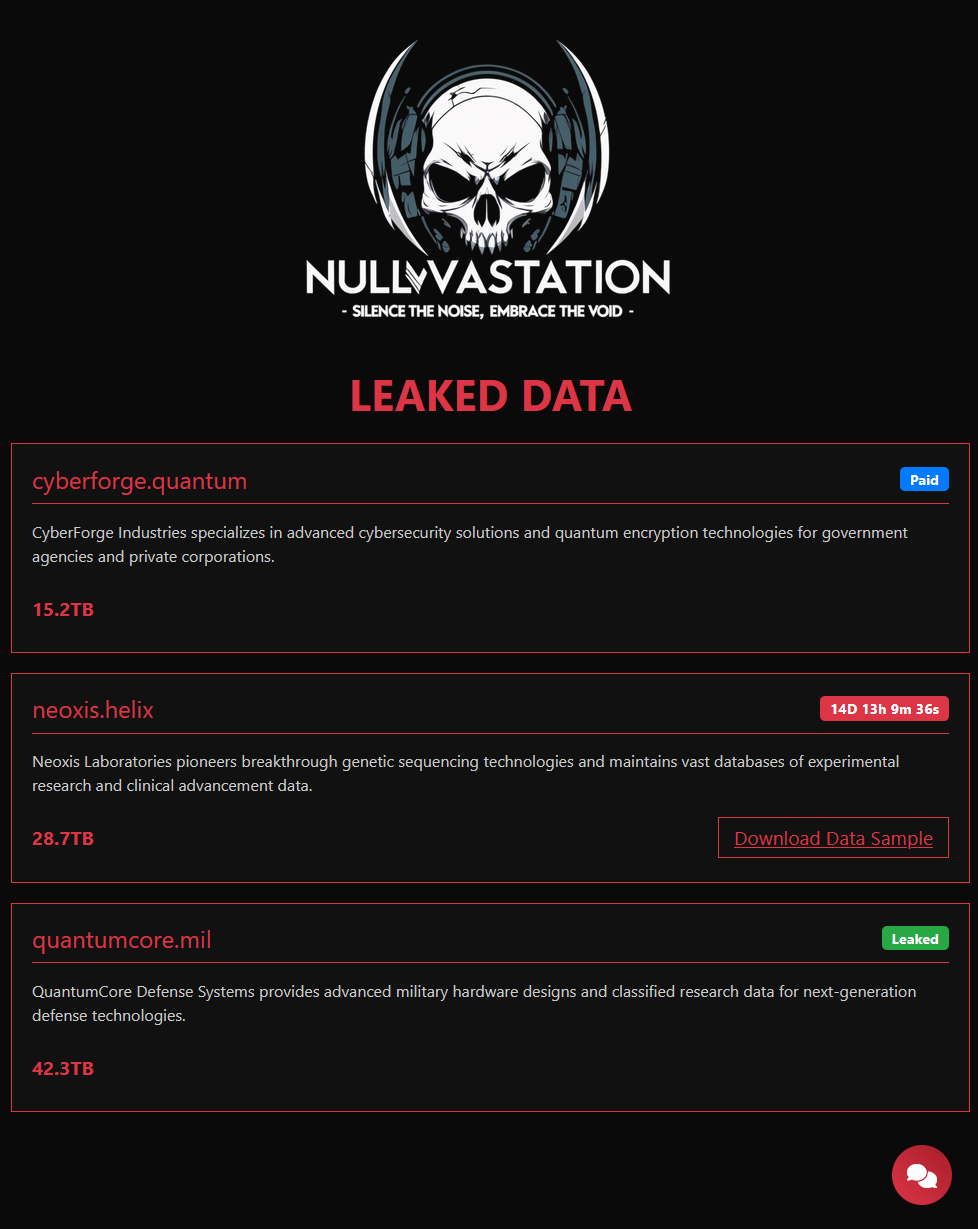 NULLVASTATION
- SILENCE THE NOISE, EMBRACE THE VOID -
LEAKED DATA
cyberforge.quantum
Paid
CyberForge Industries specializes in advanced cybersecurity solutions and quantum encryption technologies for government
agencies and private corporations.
15.2TB
neoxis.helix
14D 13h 9m 36s
Neoxis Laboratories pioneers breakthrough genetic sequencing technologies and maintains vast databases of experimental
research and clinical advancement data.
28.7TB
Download Data Sample
quantumcore.mil
Leaked
QuantumCore Defense Systems provides advanced military hardware designs and classified research data for next-generation
defense technologies.
42.3TB